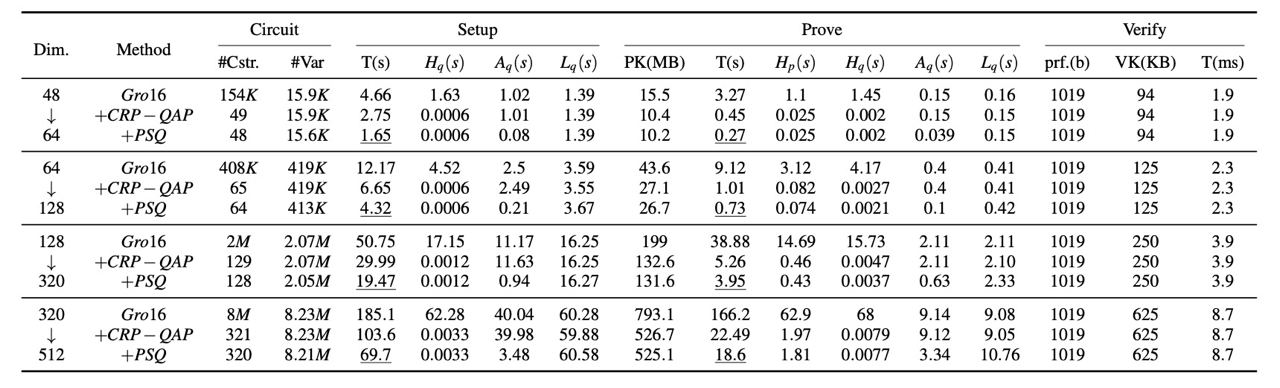 Circuit Setup Prove Verify
Dim. Method #Cstr. #Var T(s) H_q(s) A_q(s) L_q(s) PK(MB) T(s) H_p(s) H_q(s) A_q(s) L_q(s) prf.(b) VK(KB) T(ms)
48 Gro16 154K 15.9K 4.66 1.63 1.02 1.39 15.5 3.27 1.1 1.45 0.15 0.16 1019 94 1.9
↓ +CRP−QAP 49 15.9K 2.75 0.0006 1.01 1.39 10.4 0.45 0.025 0.002 0.15 0.15 1019 94 1.9
64 +PSQ 48 15.6K 1.65 0.0006 0.08 1.39 10.2 0.27 0.025 0.002 0.039 0.15 1019 94 1.9
64 Gro16 408K 419K 12.17 4.52 2.5 3.59 43.6 9.12 3.12 4.17 0.4 0.41 1019 125 2.3
↓ +CRP−QAP 65 419K 6.65 0.0006 2.49 3.55 27.1 1.01 0.082 0.0027 0.4 0.41 1019 125 2.3
128 +PSQ 64 413K 4.32 0.0006 0.21 3.67 26.7 0.73 0.074 0.0021 0.1 0.42 1019 125 2.3
128 Gro16 2M 2.07M 50.75 17.15 11.17 16.25 199 38.88 14.69 15.73 2.11 2.11 1019 250 3.9
↓ +CRP−QAP 129 2.07M 29.99 0.0012 11.63 16.25 132.6 5.26 0.46 0.0047 2.11 2.10 1019 250 3.9
320 +PSQ 128 2.05M 19.47 0.0012 0.94 16.27 131.6 3.95 0.43 0.0037 0.63 2.33 1019 250 3.9
320 Gro16 8M 8.23M 185.1 62.28 40.04 60.28 793.1 166.2 62.9 68 9.14 9.08 1019 625 8.7
↓ +CRP−QAP 321 8.23M 103.6 0.0033 39.98 59.88 526.7 22.49 1.97 0.0079 9.12 9.05 1019 625 8.7
512 +PSQ 320 8.21M 69.7 0.0033 3.48 60.58 525.1 18.6 1.81 0.0077 3.34 10.76 1019 625 8.7